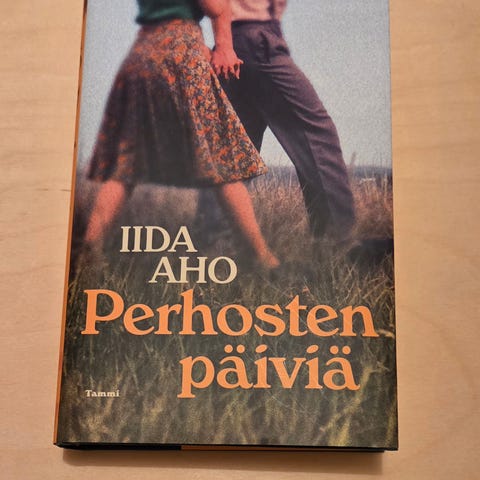 IIDA
AHO
Perhosten
päiviä
Tammi